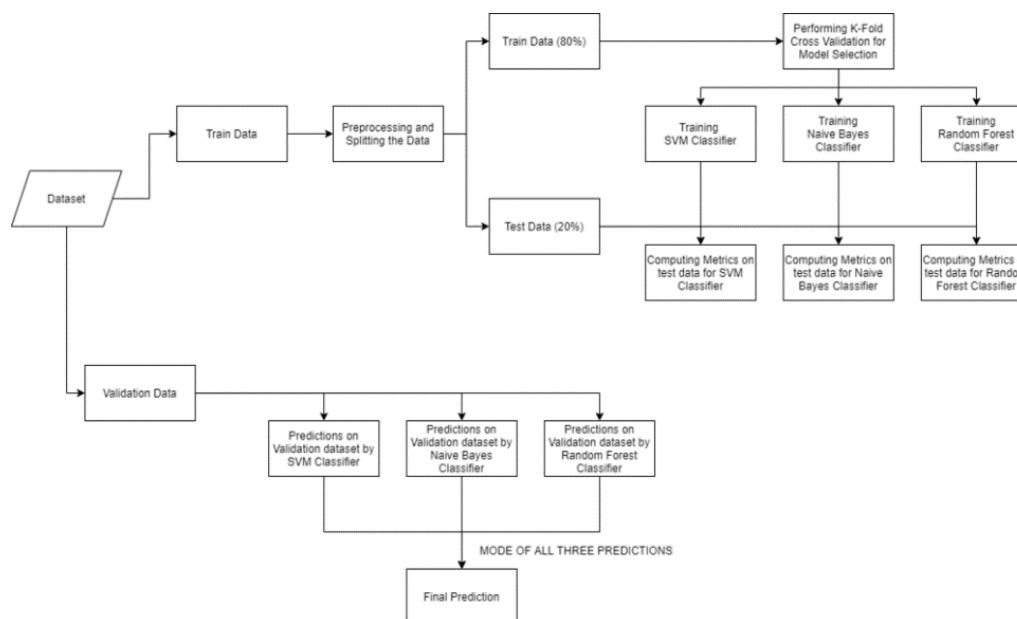 Train Data (80%)
Performing K-Fold
Cross Validation for
Model Selection
Train Data
Preprocessing and
Splitting the Data
Training
SVM Classifier
Training
Naive Bayes
Classifier
Training
Random Forest
Classifier
Dataset
Test Data (20%)
Computing Metrics on
test data for SVM
Classifier
Computing Metrics on
test data for Naive
Bayes Classifier
Computing Metrics
test data for Rando
Forest Classifier
Validation Data
Predictions on
Validation dataset by
SVM Classifier
Predictions on
Validation dataset by
Naive Bayes
Classifier
Predictions on
Validation dataset by
Random Forest
Classifier
MODE OF ALL THREE PREDICTIONS
Final Prediction